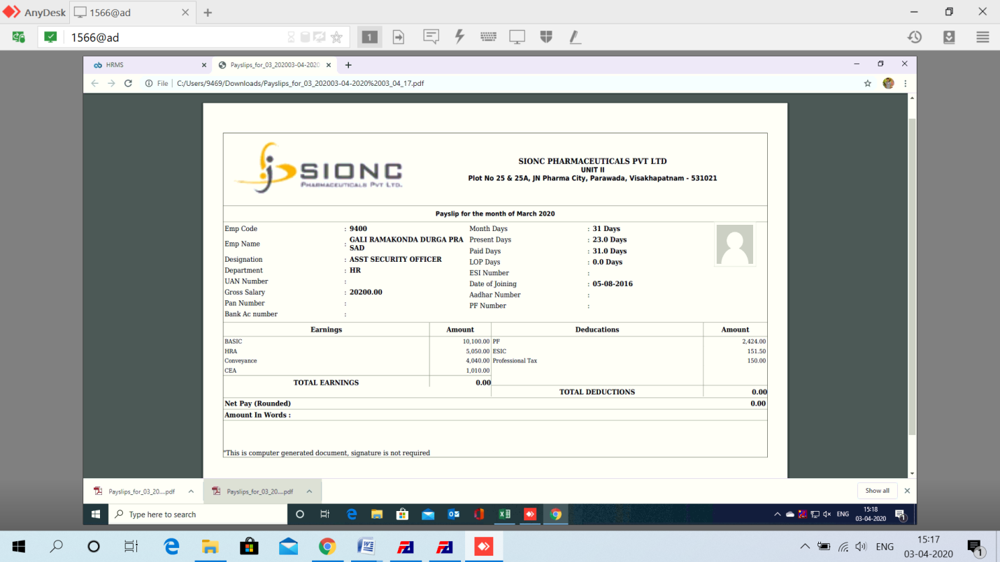 AnyDesk
1566@ad
1566@ad
1
HRMS
Payslips_for_03_202003-04-2020
File
C:/Users/9469/Downloads/Payslips_for_03_202003-04-2020%2003_04_17.pdf
SIONC
PHARMACEUTICALS PVT LTD.
SIONC PHARMACEUTICALS PVT LTD
UNIT II
Plot No 25 & 25A, JN Pharma City, Parawada, Visakhapatnam - 531021
Payslip for the month of March 2020
Emp Code : 9400 Month Days : 31 Days
Emp Name : GALI RAMAKONDA DURGA PRA Present Days : 23.0 Days
SAD Paid Days : 31.0 Days
Designation : ASST SECURITY OFFICER LOP Days : 0.0 Days
Department : HR ESI Number :
UAN Number : Date of Joining : 05-08-2016
Gross Salary : 20200.00 Aadhar Number :
Pan Number : PF Number :
Bank Ac number :
Earnings Amount Deducations Amount
BASIC 10,100.00 PF 2,424.00
HRA 5,050.00 ESIC 151.50
Conveyance 4,040.00 Professional Tax 150.00
CEA 1,010.00
TOTAL EARNINGS 0.00
TOTAL DEDUCTIONS 0.00
Net Pay (Rounded) 0.00
Amount In Words :
"This is computer generated document, signature is not required
Payslips_for_03_20....pdf
Payslips_for_03_20....pdf
Show all
Type here to search
ENG
15:18
03-04-2020
1
ENG
15:17
03-04-2020
1